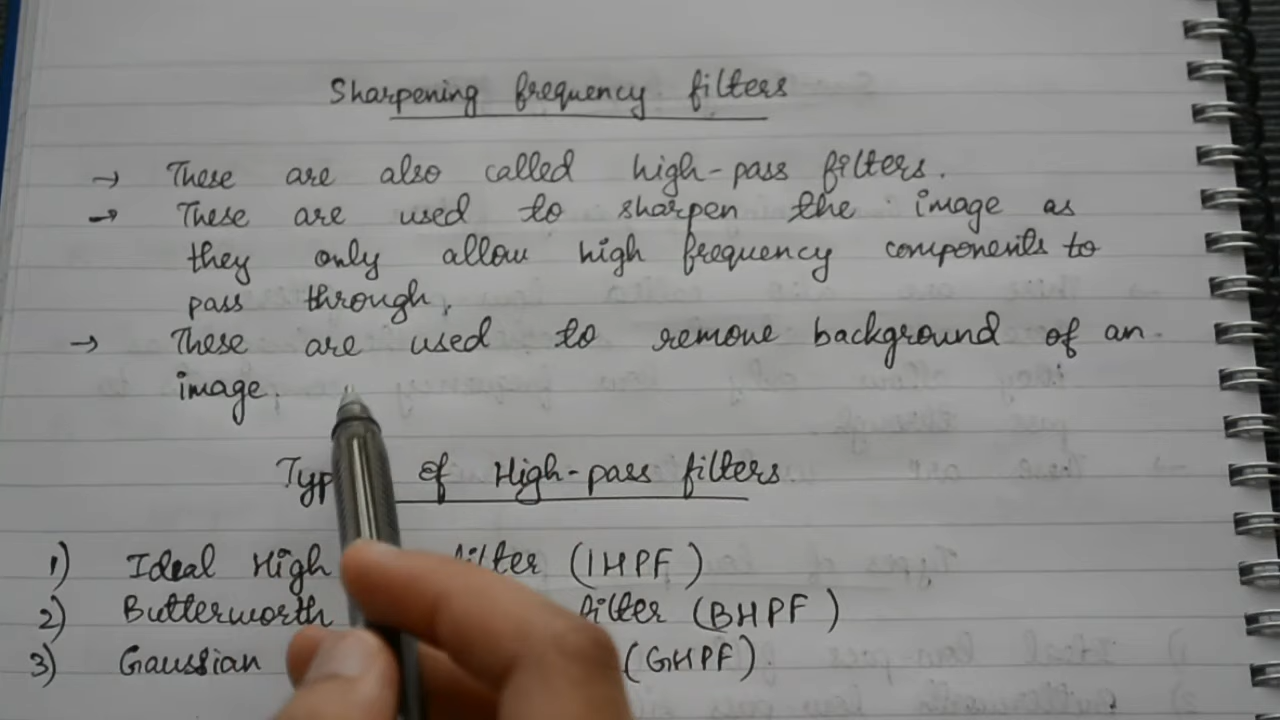 Sharpening frequency filters
→ These are also called high-pass filters.
→ These are used to sharpen the image as
they only allow high frequency components to
pass through.
→ These are used to remove background of an
image.
Typ of High-pass filters
1) Ideal High filter (IHPF)
2) Butterworth filter (BHPF)
3) Gaussian (GHPF)